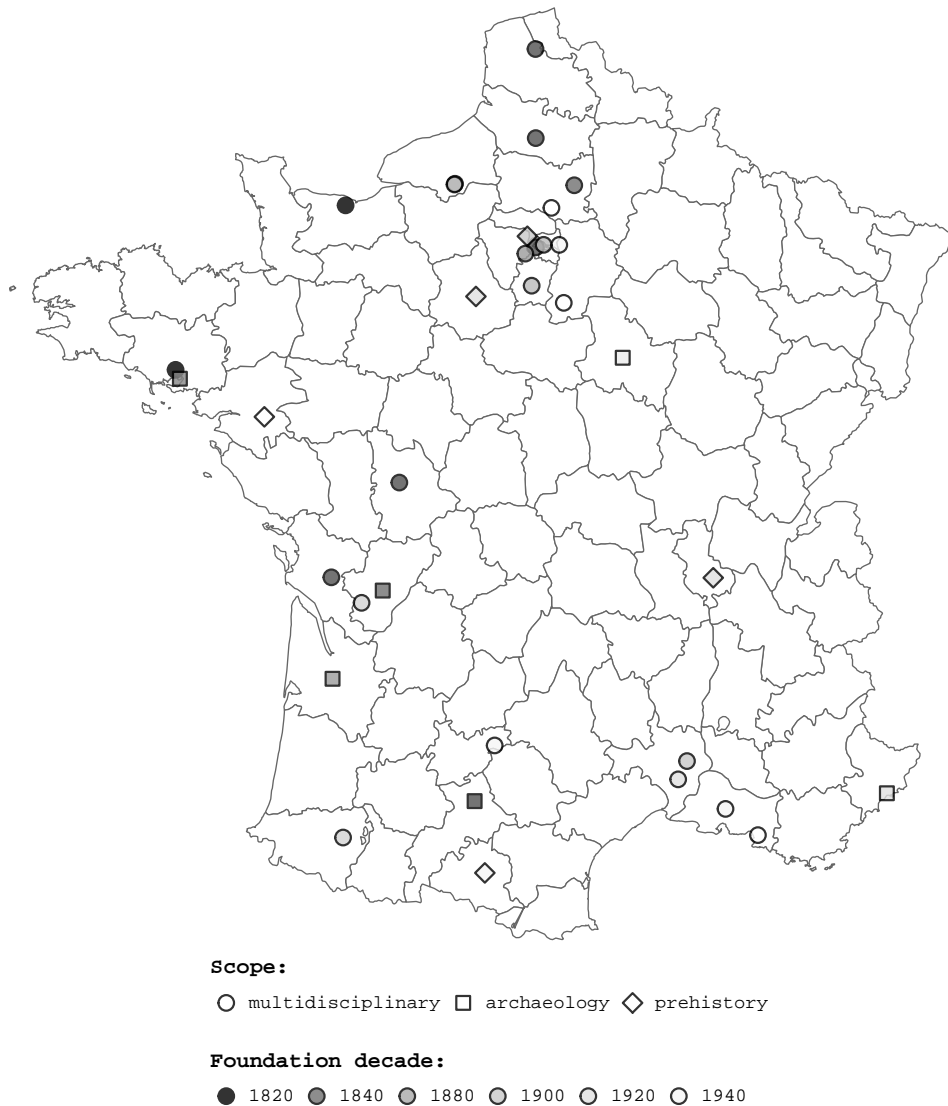 Scope:
multidisciplinary archaeology prehistory
Foundation decade:
1820 1840 1880 1900 1920 1940